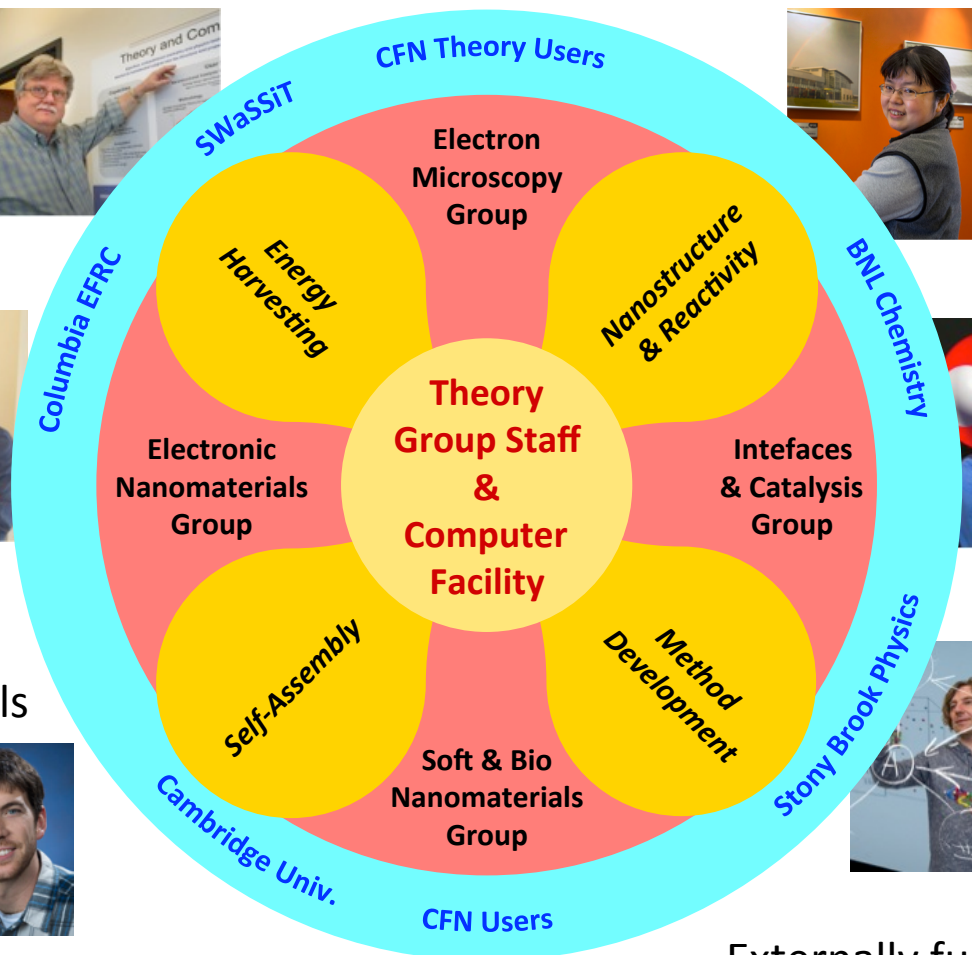 Theory and Com
CFN Theory Users
SWaSSiT
Columbia EFRC
BNL Chemistry
Stony Brook Physics
Cambridge Univ.
CFN Users
Electron
Microscopy
Group
Energy
Harvesting
Nanostructure
& Reactivity
Electronic
Nanomaterials
Group
Theory
Group Staff
&
Computer
Facility
Intefaces
& Catalysis
Group
Self-Assembly
Method
Development
Soft & Bio
Nanomaterials
Group
ls
A
Externally fu